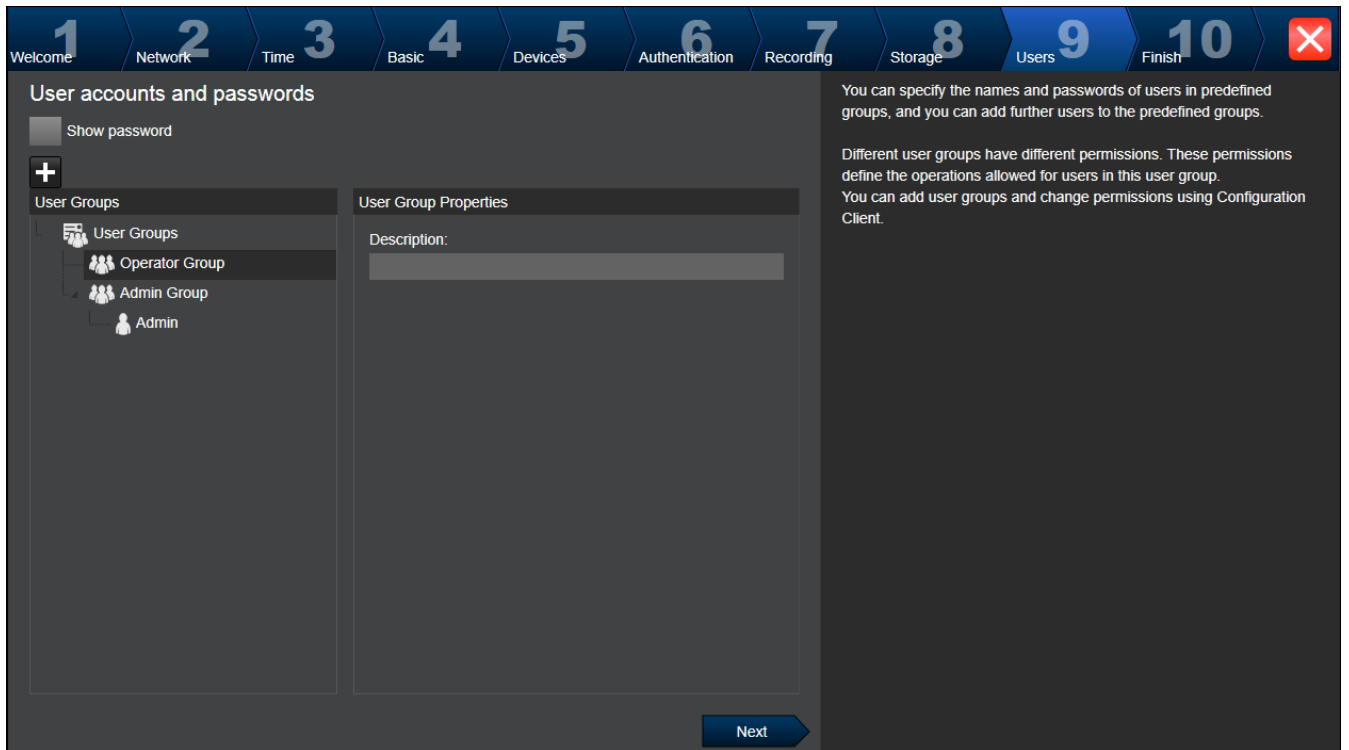 1 Welcome
2 Network
3 Time
4 Basic
5 Devices
6 Authentication
7 Recording
8 Storage
9 Users
10 Finish
User accounts and passwords
Show password
User Groups
User Groups
Operator Group
Admin Group
Admin
User Group Properties
Description:
Next
You can specify the names and passwords of users in predefined
groups, and you can add further users to the predefined groups.
Different user groups have different permissions. These permissions
define the operations allowed for users in this user group.
You can add user groups and change permissions using Configuration
Client.